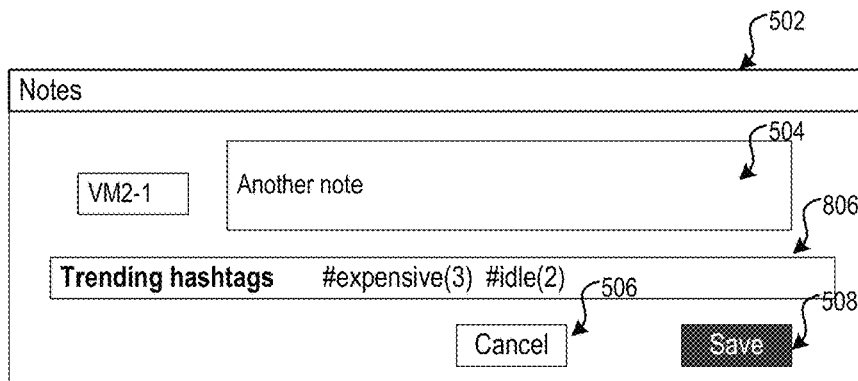 502
Notes
504
VM2-1
Another note
806
Trending hashtags #expensive(3) #idle(2)
506
508
Cancel
Save